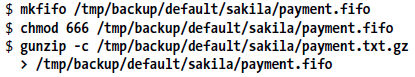 $ mkfifo /tmp/backup/default/sakila/payment.fifo
$ chmod 666 /tmp/backup/default/sakila/payment.fifo
$ gunzip -c /tmp/backup/default/sakila/payment.txt.gz
> /tmp/backup/default/sakila/payment.fifo